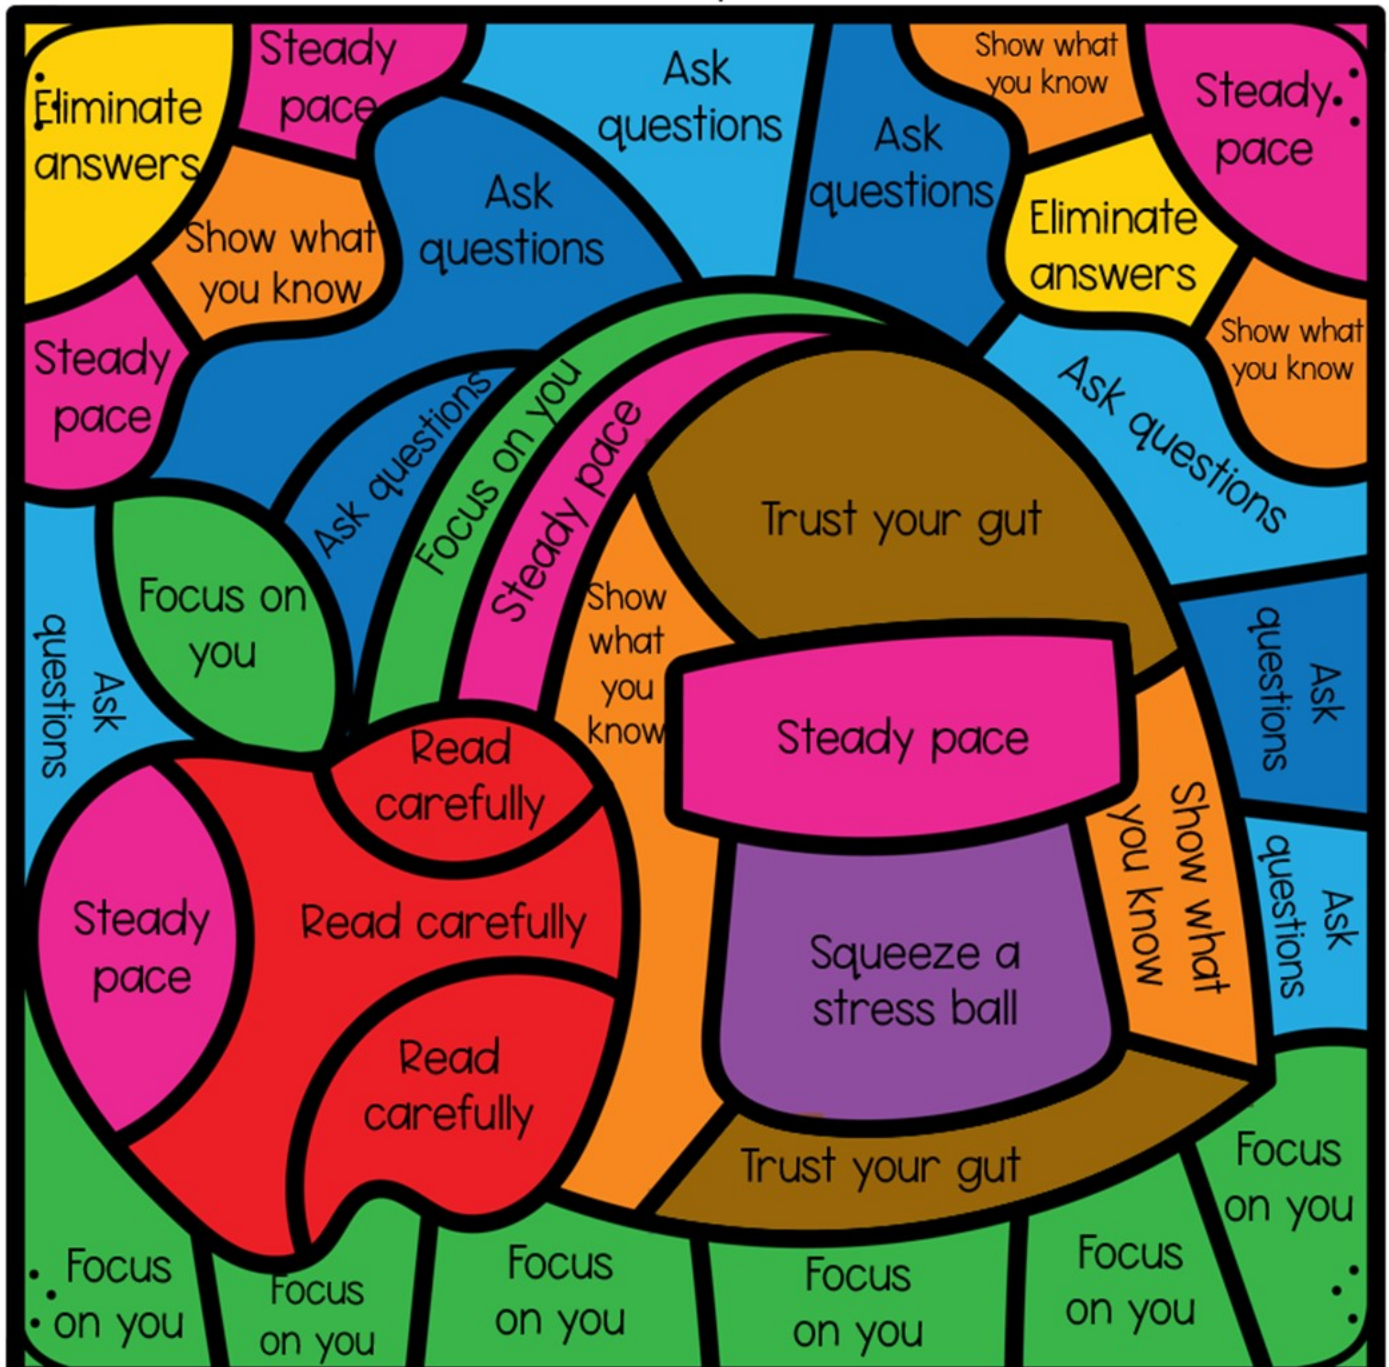 Steady
pace
Eliminate
answers
Ask
questions
Show what
you know
Steady
pace
Ask
questions
Ask
questions
Show what
you know
Eliminate
answers
Steady
pace
Show what
you know
Ask questions
Focus on you
Steady pace
Ask questions
Trust your gut
Focus on
you
Show
what
you
know
Ask
questions
Ask
questions
Steady pace
Read
carefully
Show what
you know
Steady
pace
Read carefully
Squeeze a
stress ball
Ask
questions
Read
carefully
Trust your gut
Focus
on you
Focus
on you
Focus
on you
Focus
on you
Focus
on you
Focus
on you